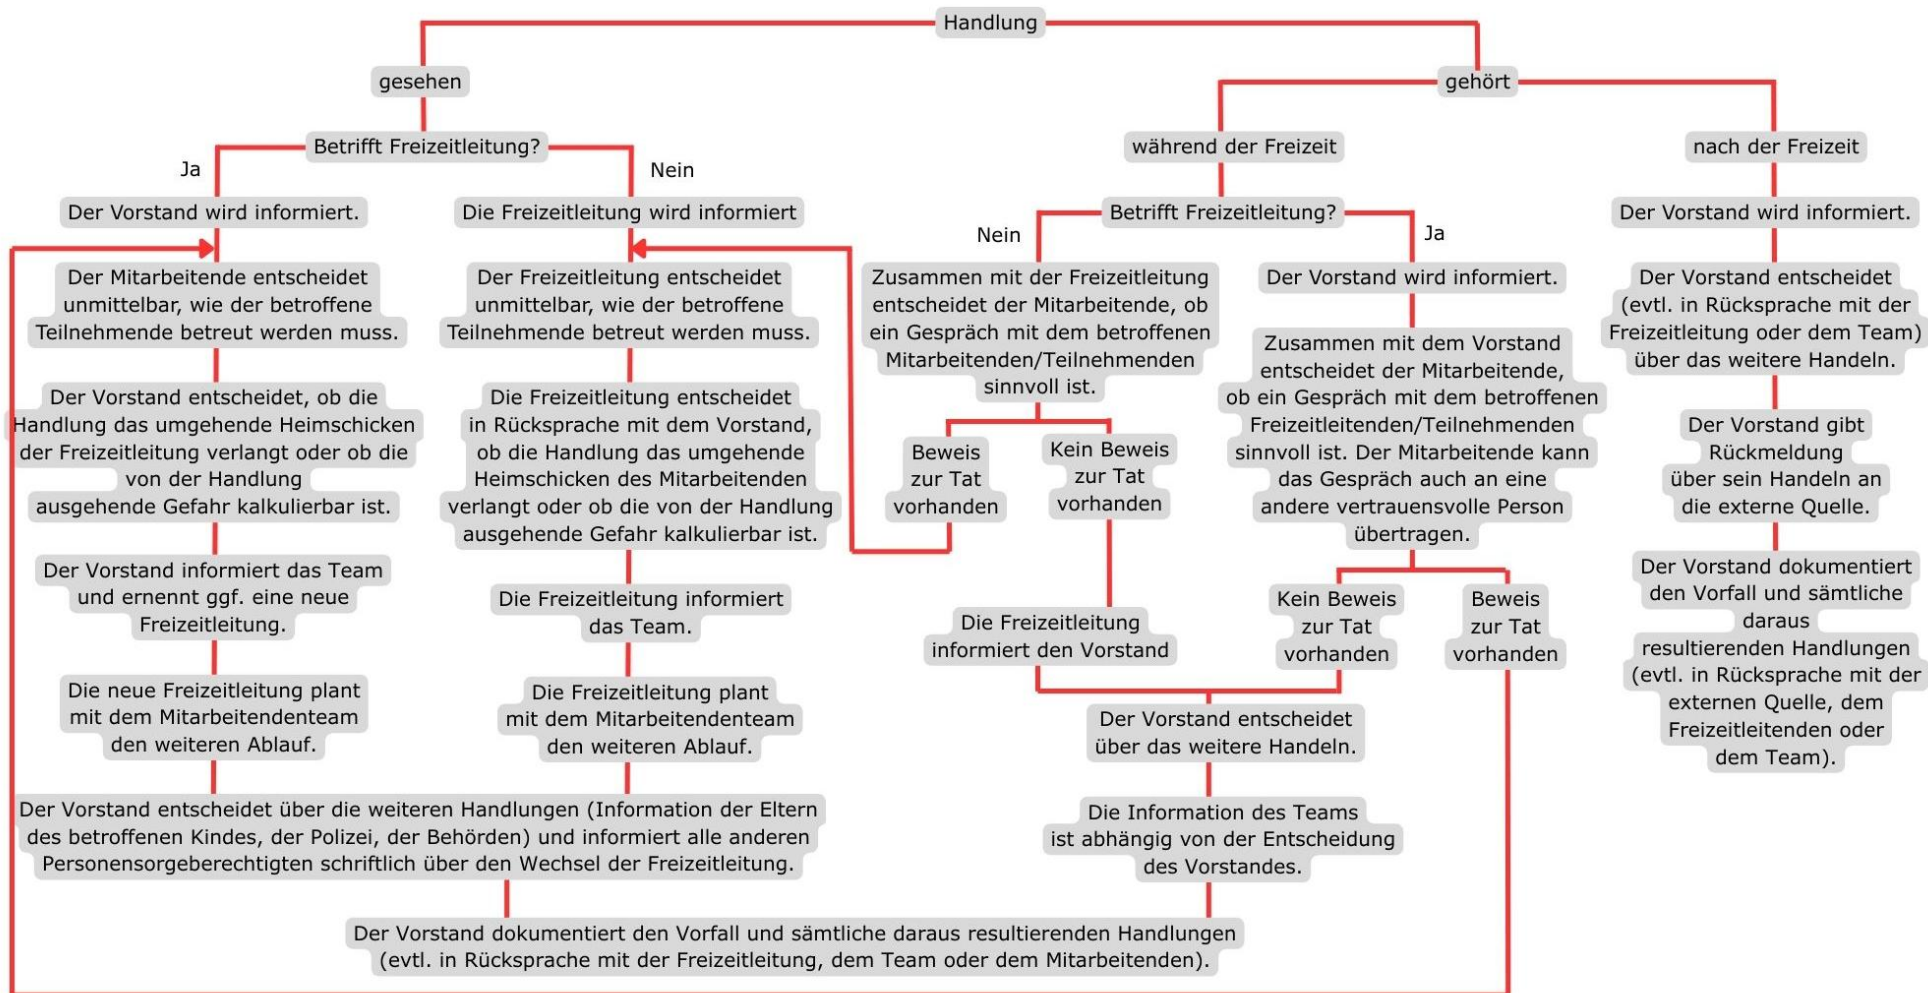 Handlung
gesehen
Betrifft Freizeitleitung?
Ja
Nein
Der Vorstand wird informiert.
Der Mitarbeitende entscheidet
unmittelbar, wie der betroffene
Teilnehmende betreut werden muss.
Der Vorstand entscheidet, ob die
Handlung das umgehende Heimschicken
der Freizeitleitung verlangt oder ob die
von der Handlung
ausgehende Gefahr kalkulierbar ist.
Der Vorstand informiert das Team
und ernennt ggf. eine neue
Freizeitleitung.
Die neue Freizeitleitung plant
mit dem Mitarbeitendenteam
den weiteren Ablauf.
Die Freizeitleitung wird informiert
Der Freizeitleitung entscheidet
unmittelbar, wie der betroffene
Teilnehmende betreut werden muss.
Die Freizeitleitung entscheidet
in Rücksprache mit dem Vorstand,
ob die Handlung das umgehende
Heimschicken des Mitarbeitenden
verlangt oder ob die von der Handlung
ausgehende Gefahr kalkulierbar ist.
Die Freizeitleitung informiert
das Team.
Die Freizeitleitung plant
mit dem Mitarbeitendenteam
den weiteren Ablauf.
Der Vorstand entscheidet über die weiteren Handlungen (Information der Eltern
des betroffenen Kindes, der Polizei, der Behörden) und informiert alle anderen
Personensorgeberechtigten schriftlich über den Wechsel der Freizeitleitung.
gehört
während der Freizeit
Betrifft Freizeitleitung?
Nein
Ja
Zusammen mit der Freizeitleitung
entscheidet der Mitarbeitende, ob
ein Gespräch mit dem betroffenen
Mitarbeitenden/Teilnehmenden
sinnvoll ist.
Beweis
zur Tat
vorhanden
Kein Beweis
zur Tat
vorhanden
Die Freizeitleitung
informiert den Vorstand
Der Vorstand wird informiert.
Zusammen mit dem Vorstand
entscheidet der Mitarbeitende,
ob ein Gespräch mit dem betroffenen
Freizeitleitenden/Teilnehmenden
sinnvoll ist. Der Mitarbeitende kann
das Gespräch auch an eine
andere vertrauensvolle Person
übertragen.
Kein Beweis
zur Tat
vorhanden
Beweis
zur Tat
vorhanden
Der Vorstand entscheidet
über das weitere Handeln.
Die Information des Teams
ist abhängig von der Entscheidung
des Vorstandes.
Der Vorstand dokumentiert den Vorfall und sämtliche daraus resultierenden Handlungen
(evtl. in Rücksprache mit der Freizeitleitung, dem Team oder dem Mitarbeitenden).
nach der Freizeit
Der Vorstand wird informiert.
Der Vorstand entscheidet
(evtl. in Rücksprache mit der
Freizeitleitung oder dem Team)
über das weitere Handeln.
Der Vorstand gibt
Rückmeldung
über sein Handeln an
die externe Quelle.
Der Vorstand dokumentiert
den Vorfall und sämtliche
daraus
resultierenden Handlungen
(evtl. in Rücksprache mit der
externen Quelle, dem
Freizeitleitenden oder
dem Team).